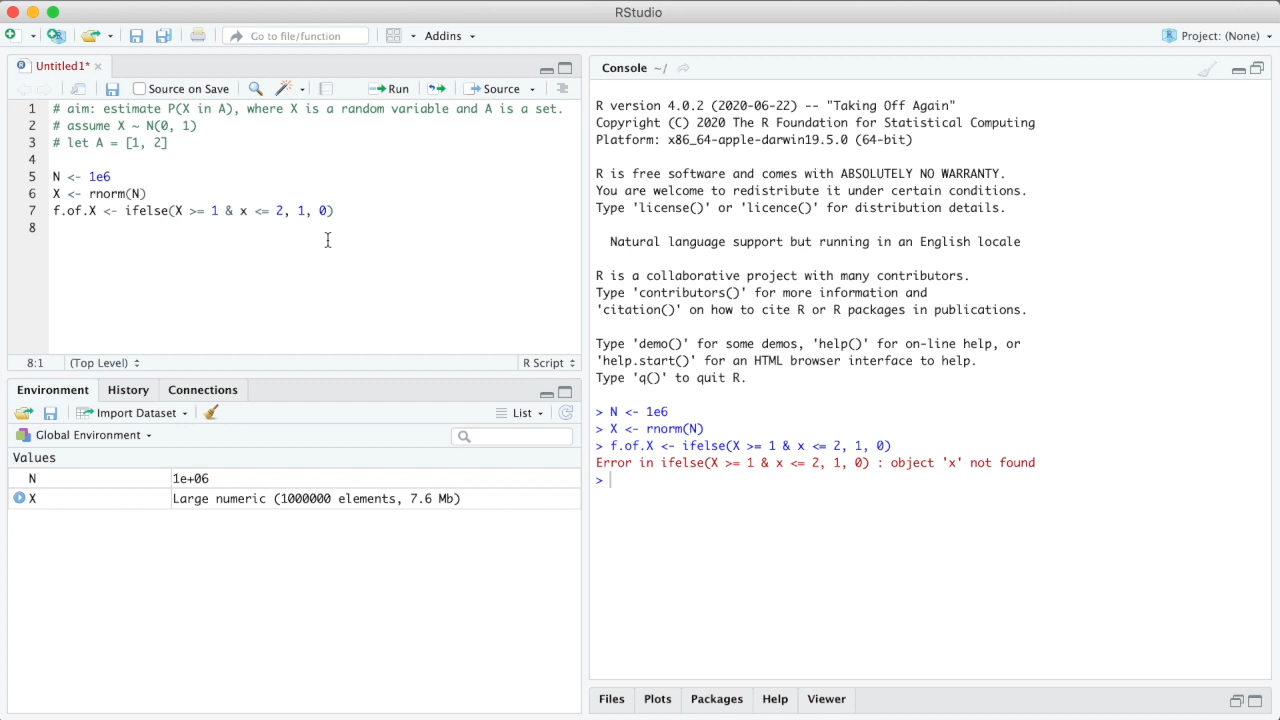 RStudio
Go to file/function
Addins
Project: (None)
Untitled1*
Source on Save
Run
Source
1 # aim: estimate P(X in A), where X is a random variable and A is a set.
2 # assume X ~ N(0, 1)
3 # let A = [1, 2]
4
5 N <- 1e6
6 X <- rnorm(N)
7 f.of.X <- ifelse(X >= 1 & x <= 2, 1, 0)
8
8:1 (Top Level) R Script
Environment History Connections
Import Dataset List
Global Environment
Values
N 1e+06
X Large numeric (1000000 elements, 7.6 Mb)
Console ~/
R version 4.0.2 (2020-06-22) -- "Taking Off Again"
Copyright (C) 2020 The R Foundation for Statistical Computing
Platform: x86_64-apple-darwin19.5.0 (64-bit)
R is free software and comes with ABSOLUTELY NO WARRANTY.
You are welcome to redistribute it under certain conditions.
Type 'license()' or 'licence()' for distribution details.
Natural language support but running in an English locale
R is a collaborative project with many contributors.
Type 'contributors()' for more information and
'citation()' on how to cite R or R packages in publications.
Type 'demo()' for some demos, 'help()' for on-line help, or
'help.start()' for an HTML browser interface to help.
Type 'q()' to quit R.
> N <- 1e6
> X <- rnorm(N)
> f.of.X <- ifelse(X >= 1 & x <= 2, 1, 0)
Error in ifelse(X >= 1 & x <= 2, 1, 0) : object 'x' not found
>
Files Plots Packages Help Viewer